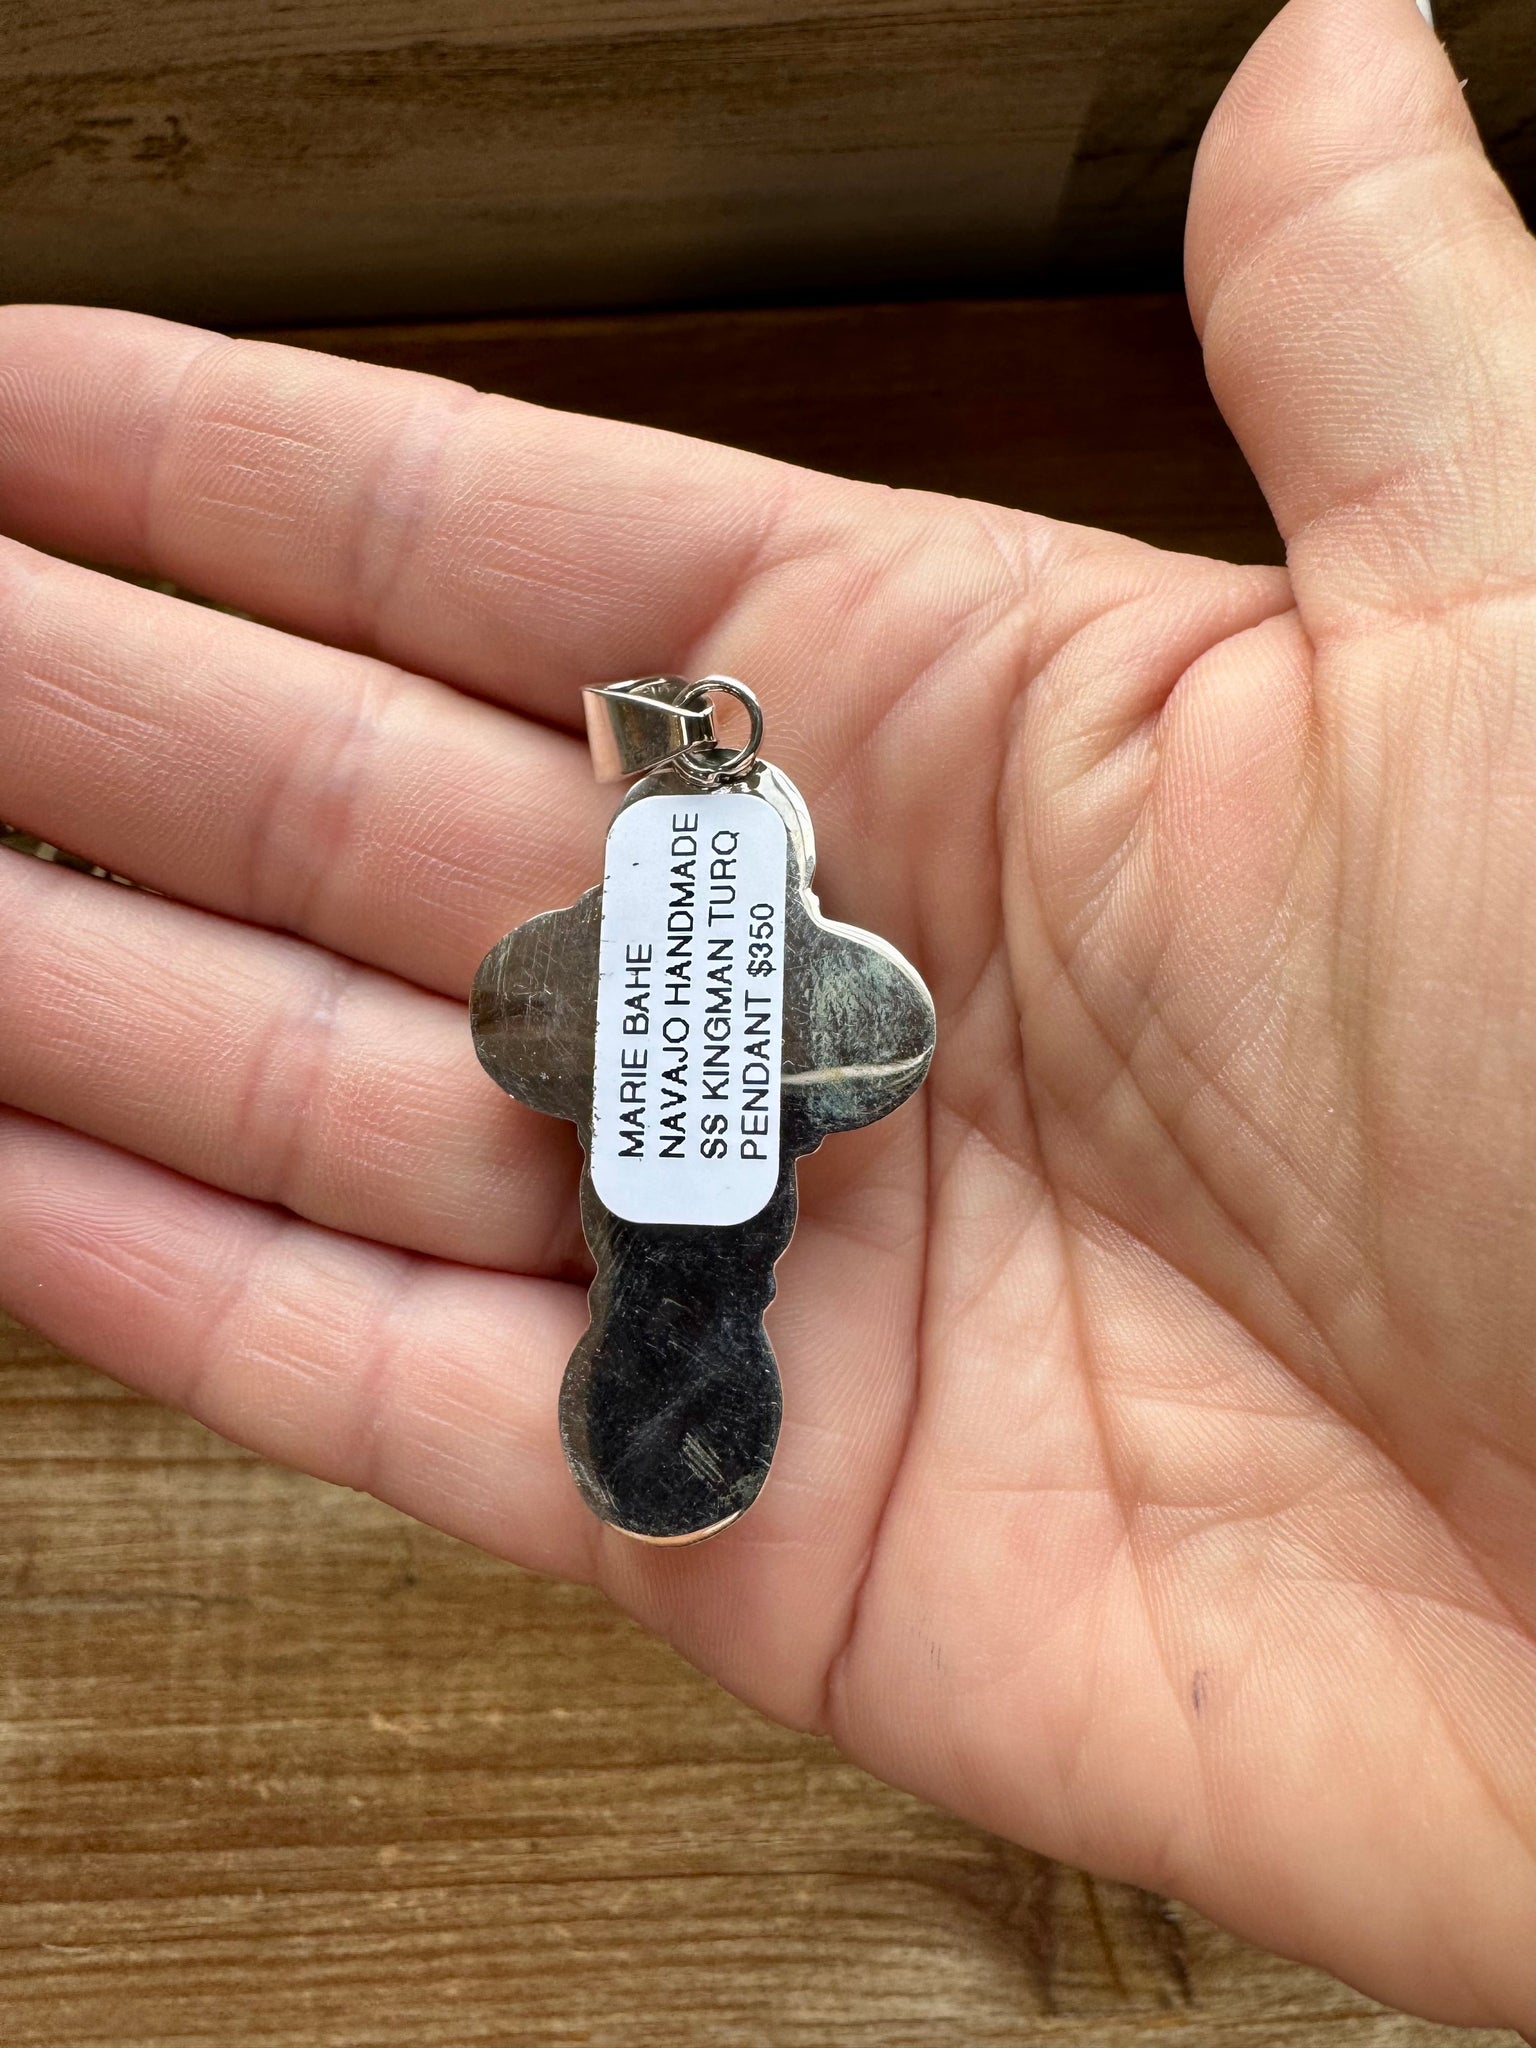 MARIE BAHE
NAVAJO HANDMADE
SS KINGMAN TURQ
PENDANT $350